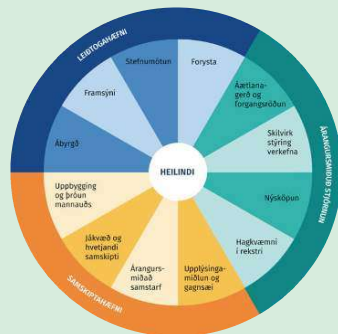 LEIÐTOGAHÆFNI
Stefnumótun
Forysta
Framsýni
Áætlana-
gerð og
forgangsröðun
Ábyrgð
Skilvirk
stýring
verkefna
ÁRANGURSMIÐUÐ STJÓRNUN
HEILINDI
Uppbygging
og þróun
mannauðs
Nýsköpun
Jákvæð og
hvetjandi
samskipti
Hagkvæmni
í rekstri
Árangurs-
miðað
samstarf
Upplýsinga-
miðlun og
gagnsæi
SAMSKIPTAHÆFNI